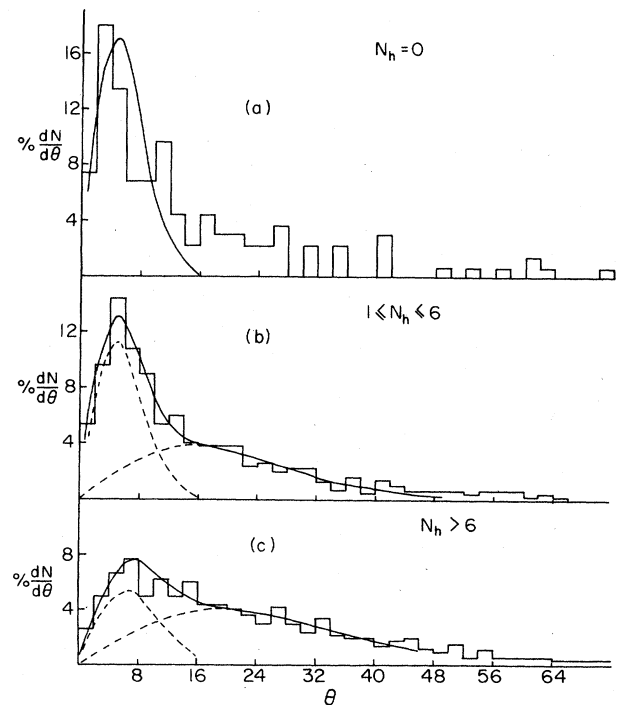 N_h = 0
16
(a)
12
% dN/dθ
8
4
1 ⩽ N_h ⩽ 6
12
(b)
% dN/dθ
8
4
N_h > 6
(c)
8
% dN/dθ
4
8 16 24 32 40 48 56 64
θ